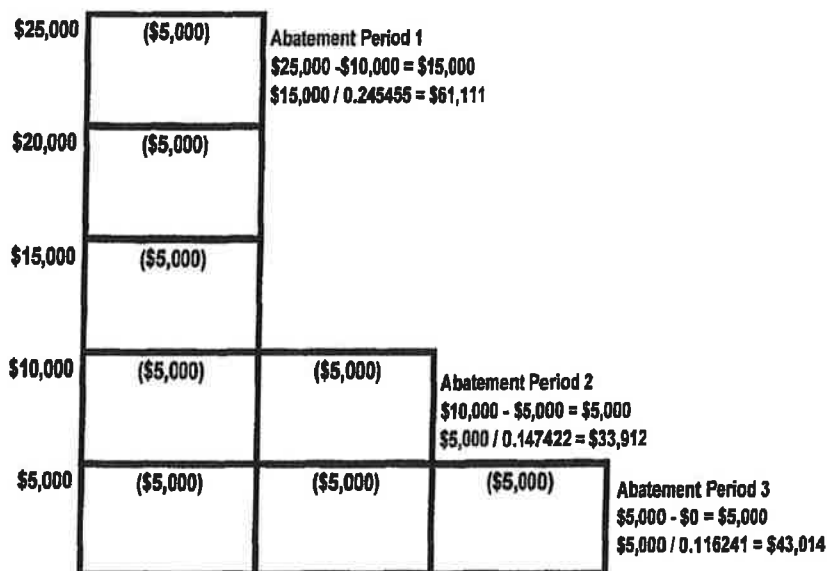 $25,000
($5,000)
Abatement Period 1
$25,000 -$10,000 = $15,000
$15,000 / 0.245455 = $61,111
$20,000
($5,000)
$15,000
($5,000)
$10,000
($5,000)
($5,000)
Abatement Period 2
$10,000 - $5,000 = $5,000
$5,000 / 0.147422 = $33,912
$5,000
($5,000)
($5,000)
($5,000)
Abatement Period 3
$5,000 - $0 = $5,000
$5,000 / 0.116241 = $43,014